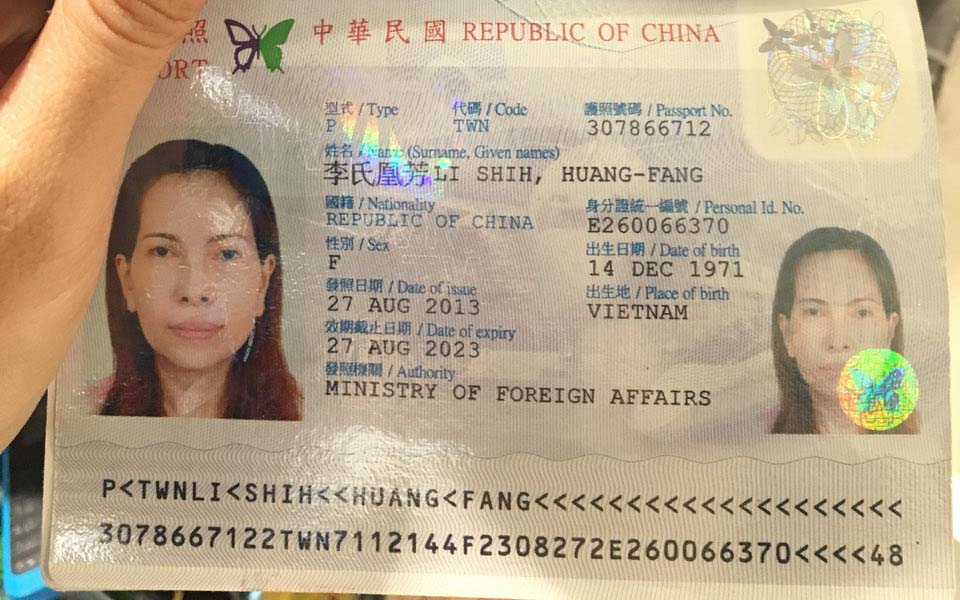 照 中華民國 REPUBLIC OF CHINA
ORT
型式 / Type 代碼 / Code 護照號碼 / Passport No.
P TWN 307866712
姓名 / Name (Surname, Given names)
李氏凰芳 LI SHIH, HUANG-FANG
國籍 / Nationality 身分證統一編號 / Personal Id. No.
REPUBLIC OF CHINA E260066370
性別 / Sex 出生日期 / Date of birth
F 14 DEC 1971
發照日期 / Date of issue 出生地 / Place of birth
27 AUG 2013 VIETNAM
效期截止日期 / Date of expiry
27 AUG 2023
發照機關 / Authority
MINISTRY OF FOREIGN AFFAIRS
P<TWNLI<SHIH<<HUANG<FANG<<<<<<<<<<<<<<<<<<<<
3078667122TWN7112144F2308272E260066370<<<<48